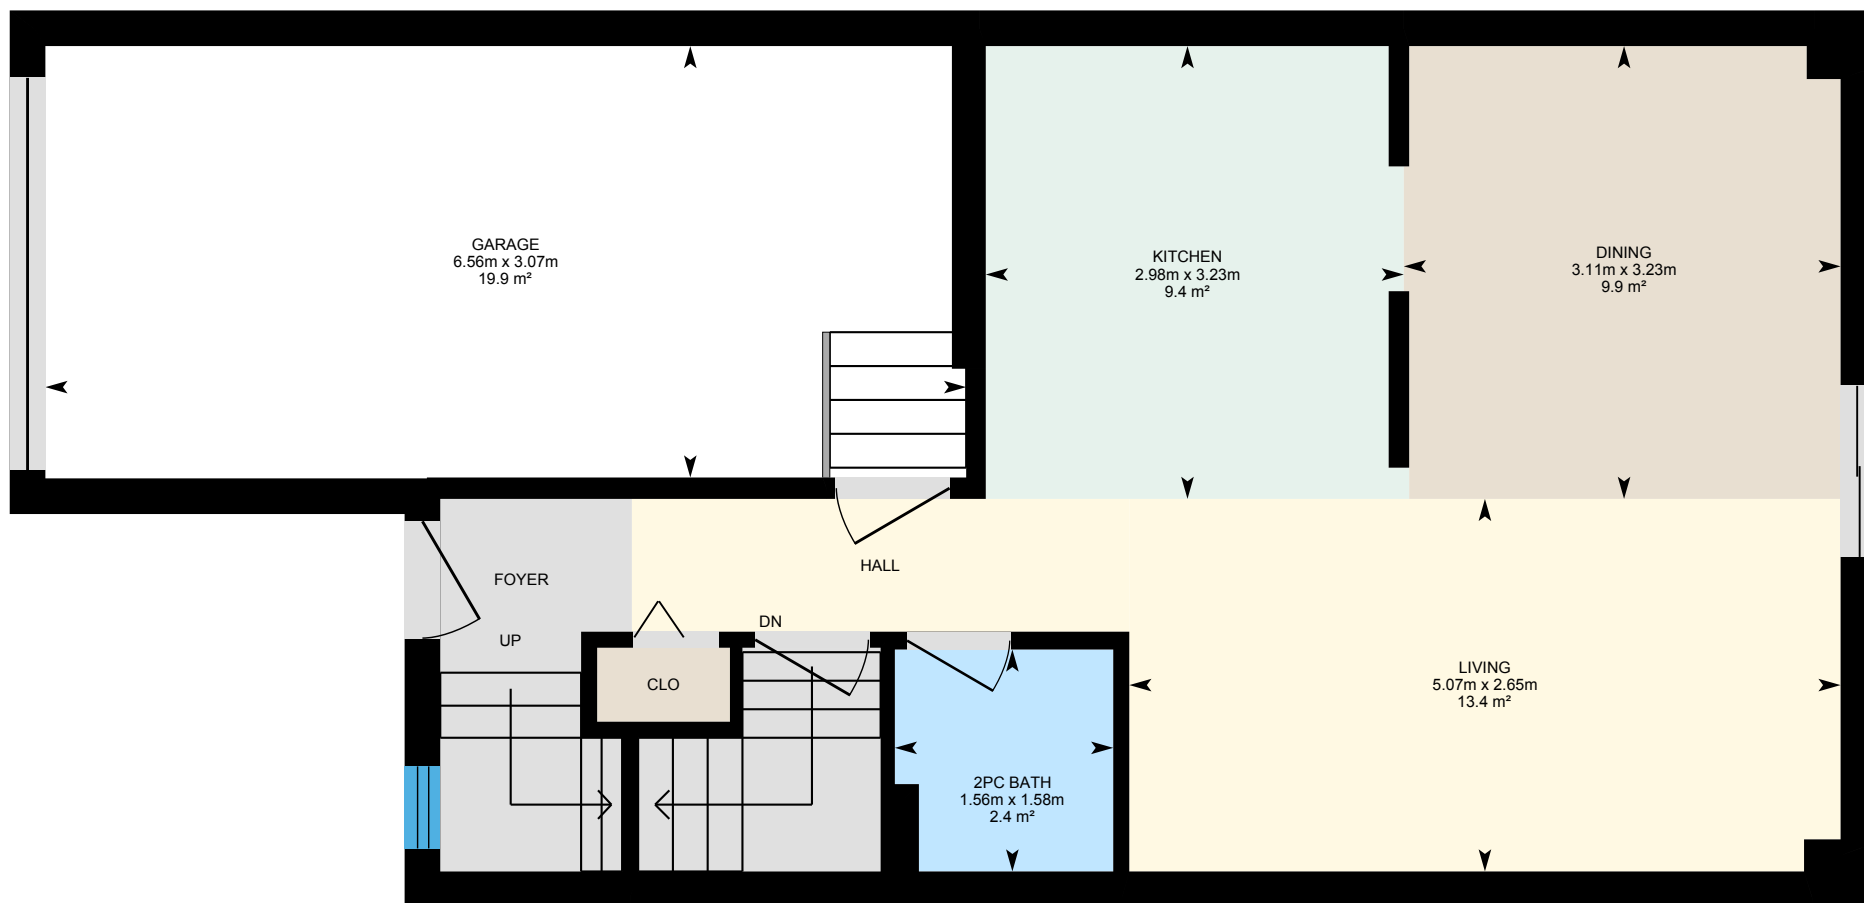 GARAGE
6.56m x 3.07m
19.9 m²
KITCHEN
2.98m x 3.23m
9.4 m²
DINING
3.11m x 3.23m
9.9 m²
HALL
FOYER
UP
DN
CLO
LIVING
5.07m x 2.65m
13.4 m²
2PC BATH
1.56m x 1.58m
2.4 m²